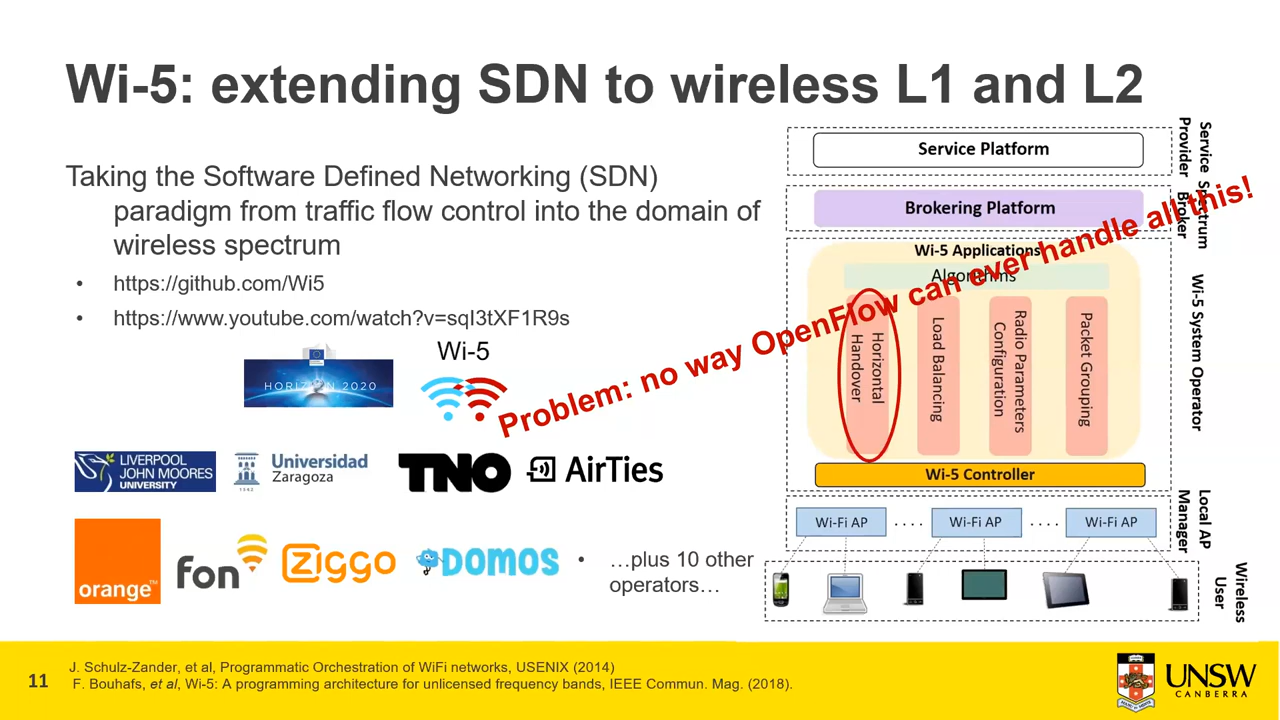 Wi-5: extending SDN to wireless L1 and L2
Taking the Software Defined Networking (SDN)
paradigm from traffic flow control into the domain of
wireless spectrum
• https://github.com/Wi5
• https://www.youtube.com/watch?v=sqI3tXF1R9s
HORIZON 2020
Wi-5
LIVERPOOL
JOHN MOORES
UNIVERSITY
Universidad
Zaragoza
1542
TNO
AirTies
orange™
fon
ziggo
DOMOS
• …plus 10 other
operators…
Problem: no way OpenFlow can ever handle all this!
Service Platform
Service
Provider
Brokering Platform
Spectrum
Broker
Wi-5 Applications
Algorithms
Horizontal
Handover
Load Balancing
Radio Parameters
Configuration
Packet Grouping
Wi-5 Controller
Wi-5 System Operator
Wi-Fi AP
....
Wi-Fi AP
....
Wi-Fi AP
Local AP
Manager
Wireless
User
11
J. Schulz-Zander, et al, Programmatic Orchestration of WiFi networks, USENIX (2014)
F. Bouhafs, et al, Wi-5: A programming architecture for unlicensed frequency bands, IEEE Commun. Mag. (2018).
UNSW
CANBERRA